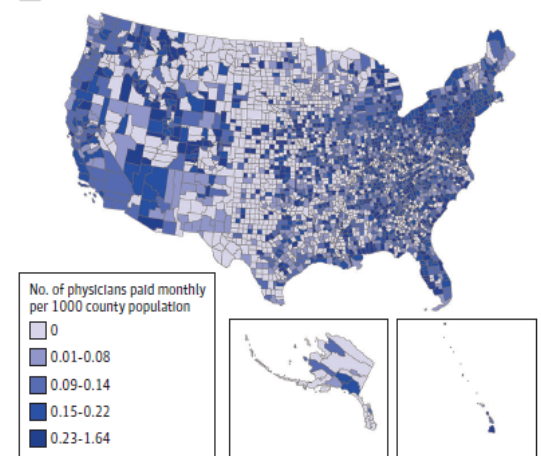 No. of physicians paid monthly
per 1000 county population
0
0.01-0.08
0.09-0.14
0.15-0.22
0.23-1.64